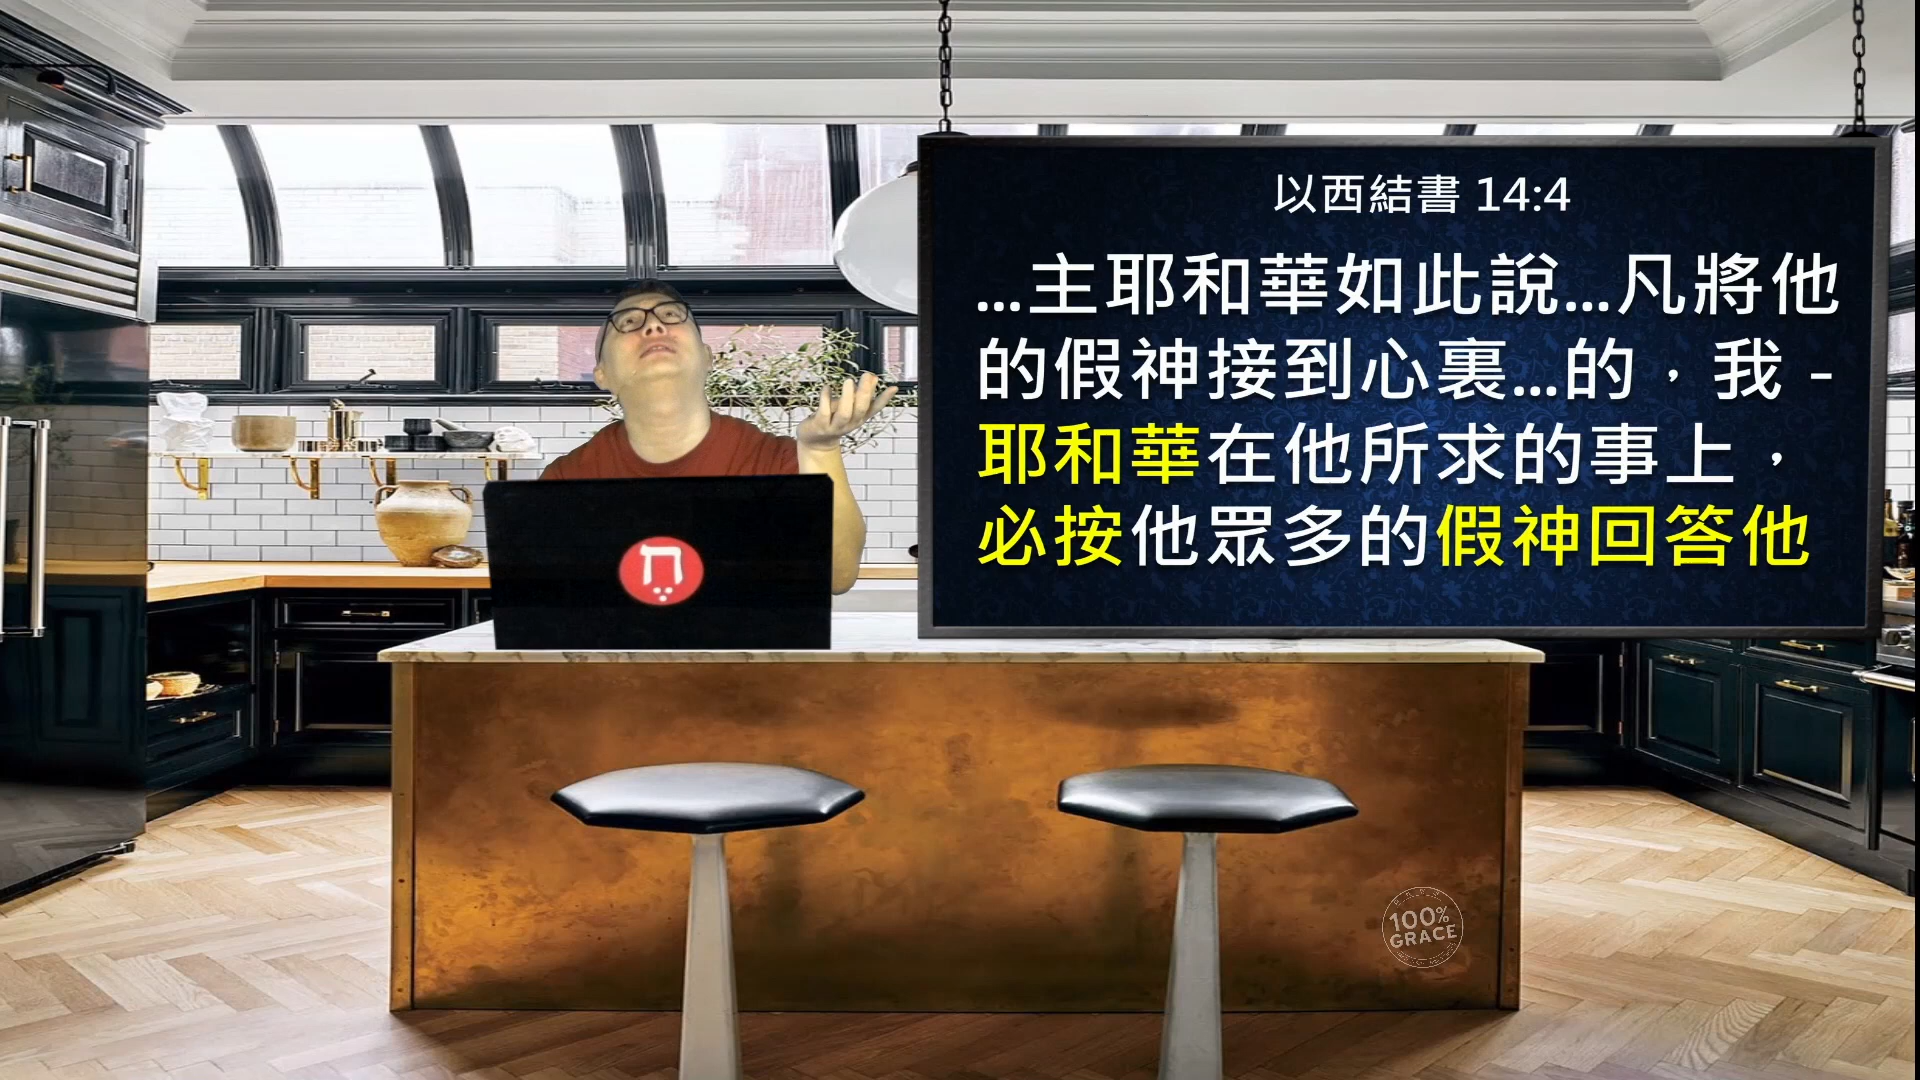 以西結書 14:4
...主耶和華如此說...凡將他
的假神接到心裏...的，我 -
耶和華在他所求的事上，
必按他眾多的假神回答他
ת
100%
GRACE